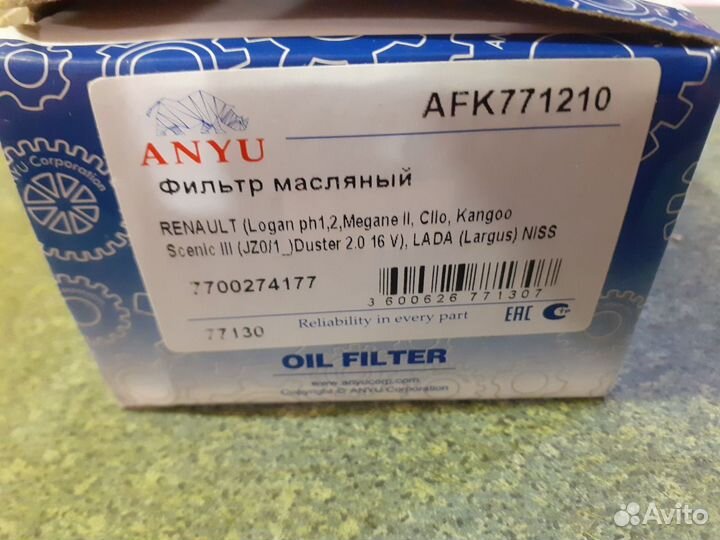 AFK771210
ANYU
Фильтр масляный
RENAULT (Logan ph1,2,Megane II, Clio, Kangoo
Scenic III (JZ0/1_)Duster 2.0 16 V), LADA (Largus) NISS
7700274177
3 600626 771307
77130
Reliability in every part
EAC
OIL FILTER
www.anyucorp.com
Copyright © ANYU Corporation
YU Corporation
Avito